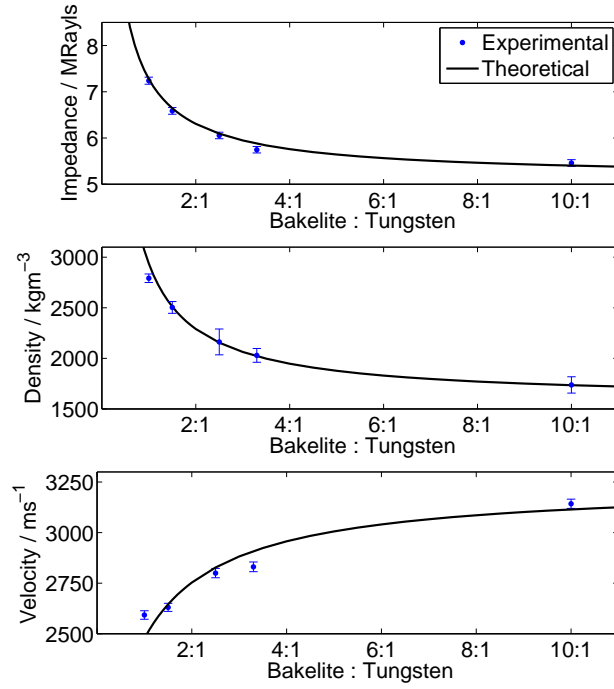 Experimental
Theoretical
Impedance / MRayls
8
7
6
5
2:1 4:1 6:1 8:1 10:1
Bakelite : Tungsten
Density / kgm⁻³
3000
2500
2000
1500
2:1 4:1 6:1 8:1 10:1
Bakelite : Tungsten
Velocity / ms⁻¹
3250
3000
2750
2500
2:1 4:1 6:1 8:1 10:1
Bakelite : Tungsten